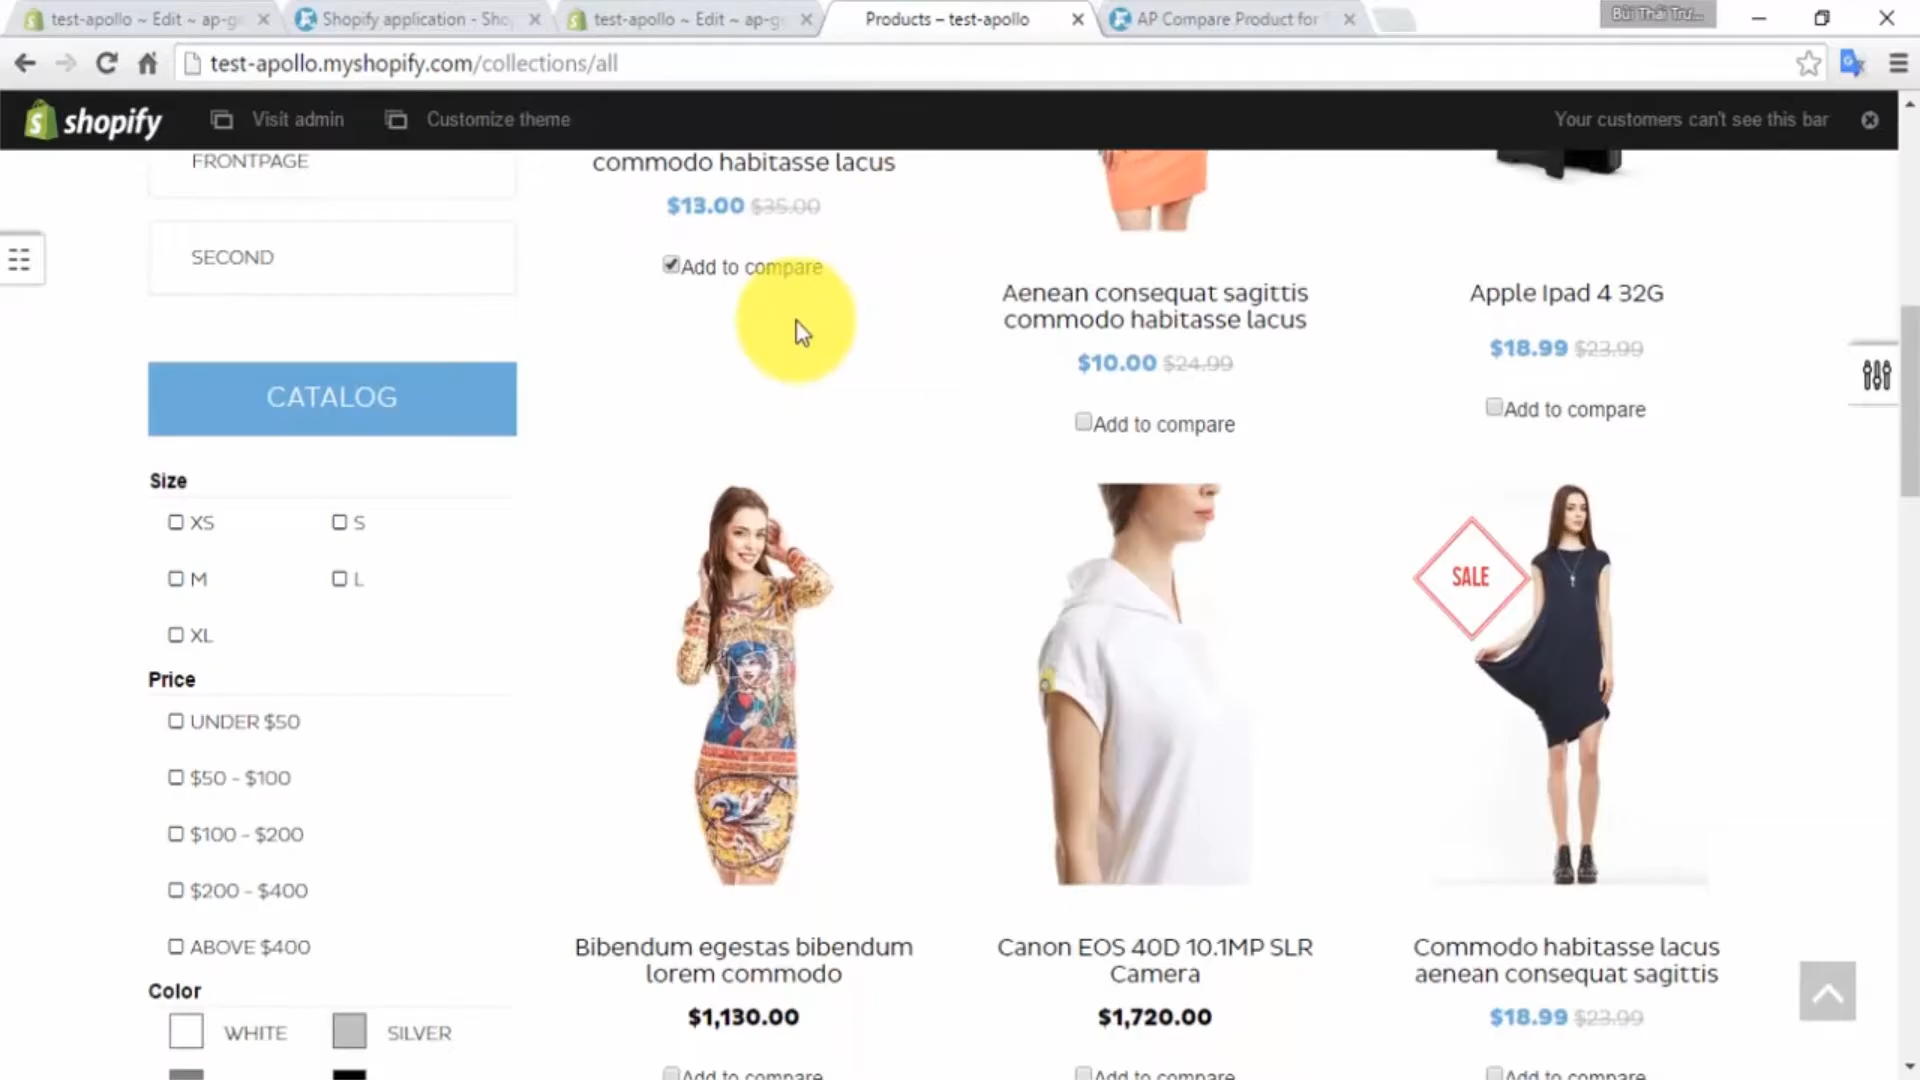 test-apollo ~ Edit ~ ap-g
Shopify application - Sho
test-apollo ~ Edit ~ ap-g
Products – test-apollo
AP Compare Product for
Bùi Thái Trư...
test-apollo.myshopify.com/collections/all
shopify
Visit admin
Customize theme
Your customers can't see this bar
FRONTPAGE
SECOND
CATALOG
Size
XS
S
M
L
XL
Price
UNDER $50
$50 - $100
$100 - $200
$200 - $400
ABOVE $400
Color
WHITE
SILVER
commodo habitasse lacus
$13.00 $35.00
Add to compare
Aenean consequat sagittis
commodo habitasse lacus
$10.00 $24.99
Add to compare
Apple Ipad 4 32G
$18.99 $23.99
Add to compare
SALE
Bibendum egestas bibendum
lorem commodo
$1,130.00
Add to compare
Canon EOS 40D 10.1MP SLR
Camera
$1,720.00
Add to compare
Commodo habitasse lacus
aenean consequat sagittis
$18.99 $23.99
Add to compare